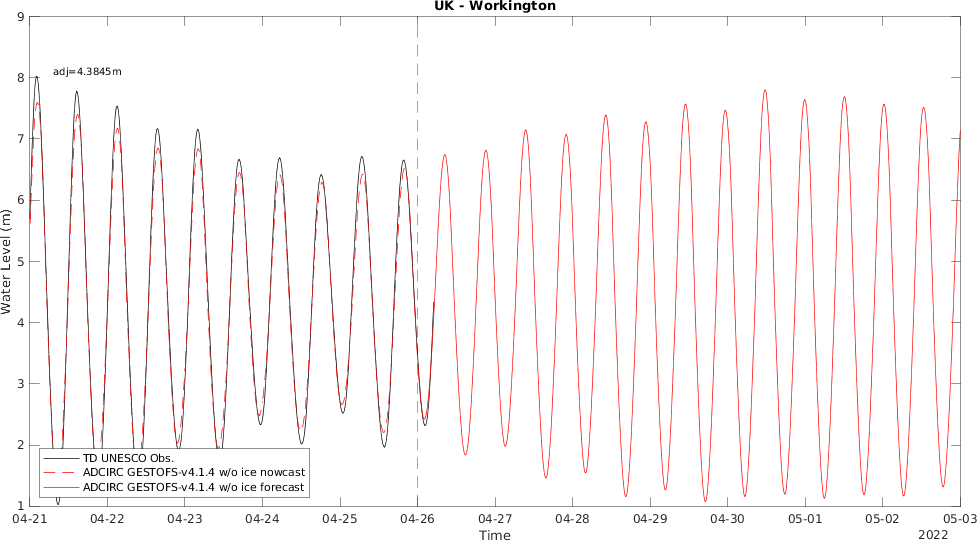 UK - Workington
9
8
7
6
5
4
3
2
1
Water Level (m)
adj=4.3845m
TD UNESCO Obs.
ADCIRC GESTOFS-v4.1.4 w/o ice nowcast
ADCIRC GESTOFS-v4.1.4 w/o ice forecast
04-21 04-22 04-23 04-24 04-25 04-26 04-27 04-28 04-29 04-30 05-01 05-02 05-03
Time
2022